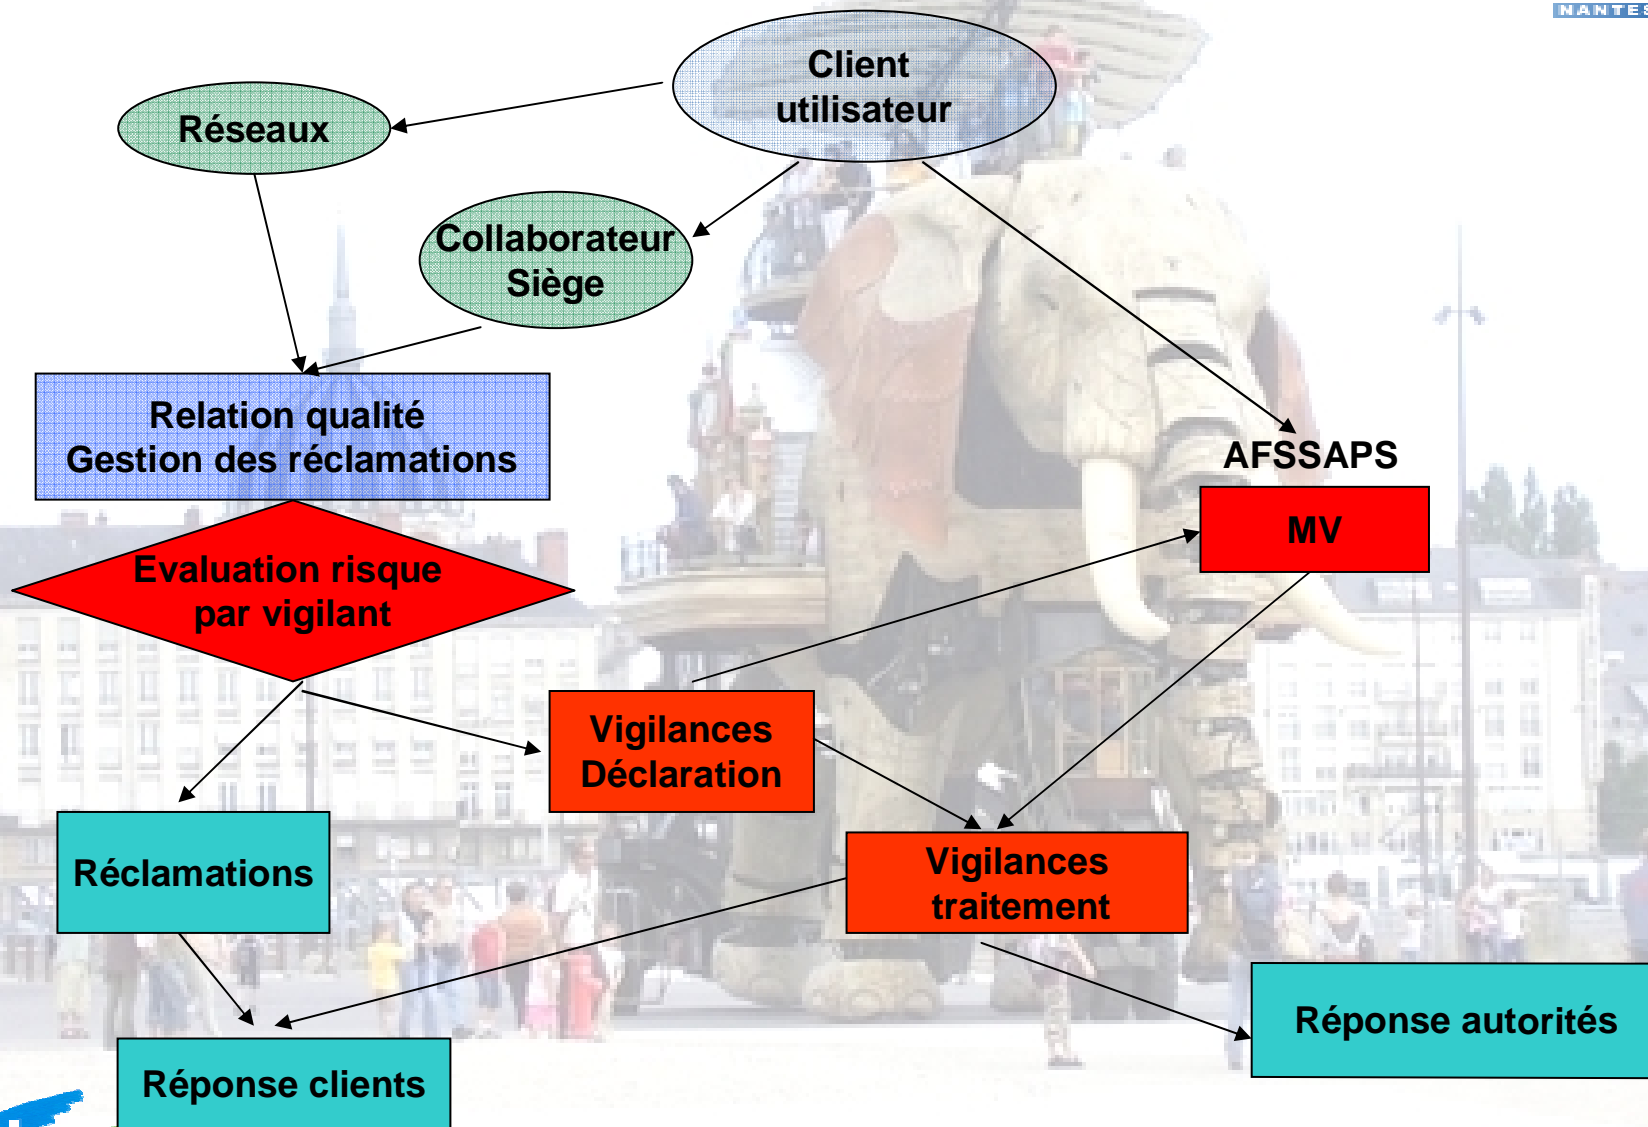 NANTES
Client
utilisateur
Réseaux
Collaborateur
Siège
Relation qualité
Gestion des réclamations
AFSSAPS
MV
Evaluation risque
par vigilant
Vigilances
Déclaration
Réclamations
Vigilances
traitement
Réponse autorités
Réponse clients